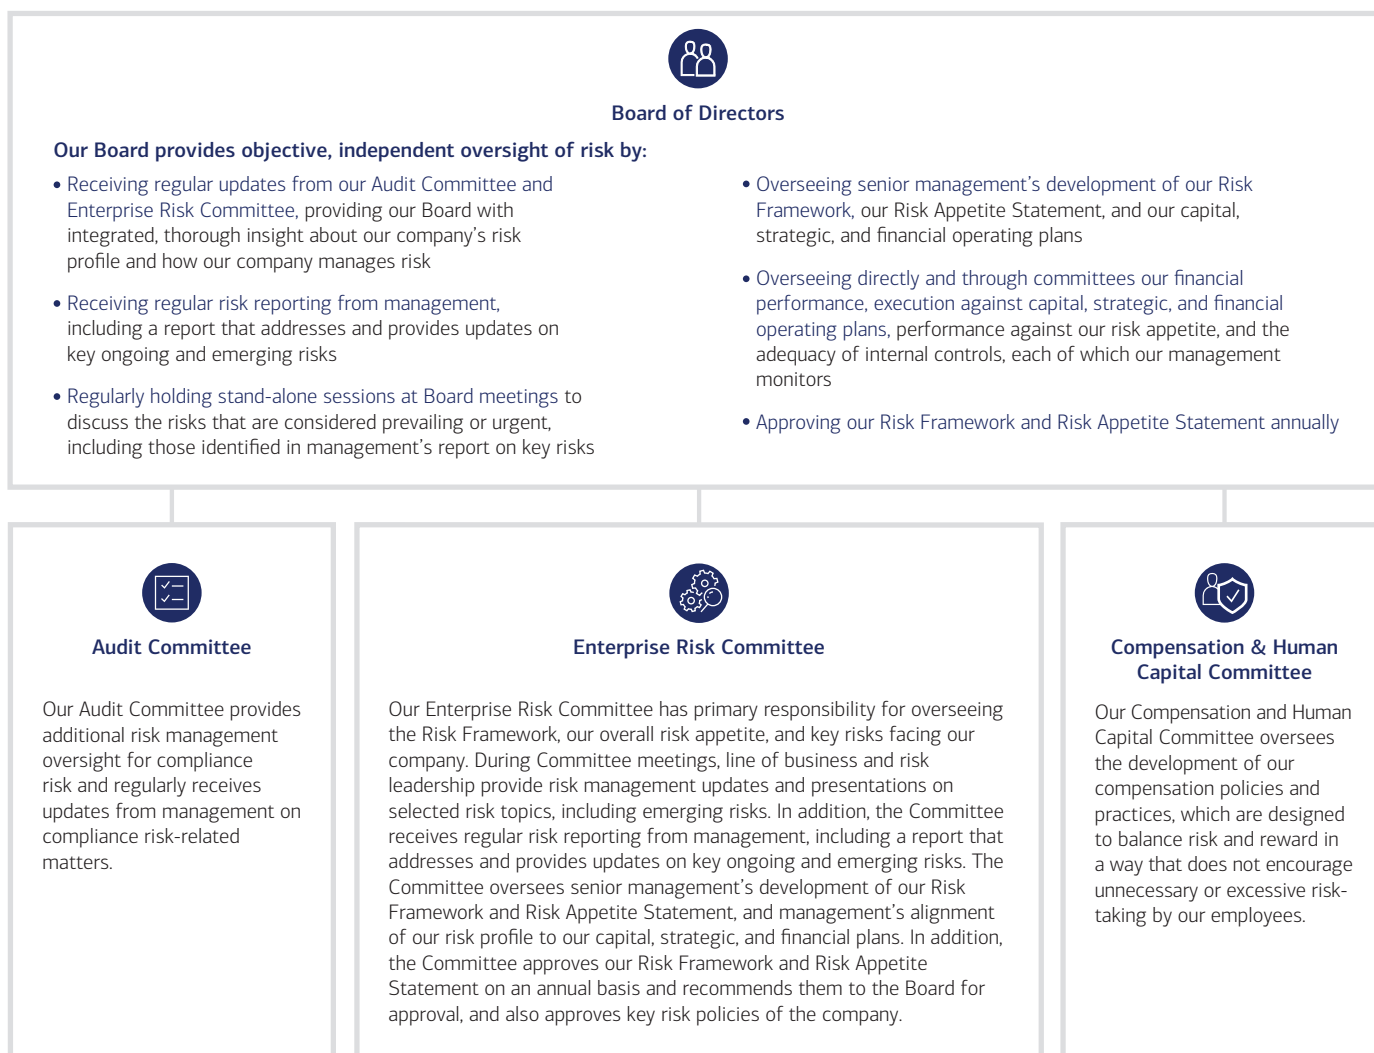 Board of Directors
Our Board provides objective, independent oversight of risk by:
• Receiving regular updates from our Audit Committee and
Enterprise Risk Committee, providing our Board with
integrated, thorough insight about our company’s risk
profile and how our company manages risk
• Receiving regular risk reporting from management,
including a report that addresses and provides updates on
key ongoing and emerging risks
• Regularly holding stand-alone sessions at Board meetings to
discuss the risks that are considered prevailing or urgent,
including those identified in management’s report on key risks
• Overseeing senior management’s development of our Risk
Framework, our Risk Appetite Statement, and our capital,
strategic, and financial operating plans
• Overseeing directly and through committees our financial
performance, execution against capital, strategic, and financial
operating plans, performance against our risk appetite, and the
adequacy of internal controls, each of which our management
monitors
• Approving our Risk Framework and Risk Appetite Statement annually
Audit Committee
Our Audit Committee provides
additional risk management
oversight for compliance
risk and regularly receives
updates from management on
compliance risk-related
matters.
Enterprise Risk Committee
Our Enterprise Risk Committee has primary responsibility for overseeing
the Risk Framework, our overall risk appetite, and key risks facing our
company. During Committee meetings, line of business and risk
leadership provide risk management updates and presentations on
selected risk topics, including emerging risks. In addition, the Committee
receives regular risk reporting from management, including a report that
addresses and provides updates on key ongoing and emerging risks. The
Committee oversees senior management’s development of our Risk
Framework and Risk Appetite Statement, and management’s alignment
of our risk profile to our capital, strategic, and financial plans. In addition,
the Committee approves our Risk Framework and Risk Appetite
Statement on an annual basis and recommends them to the Board for
approval, and also approves key risk policies of the company.
Compensation & Human
Capital Committee
Our Compensation and Human
Capital Committee oversees
the development of our
compensation policies and
practices, which are designed
to balance risk and reward in
a way that does not encourage
unnecessary or excessive risk-
taking by our employees.